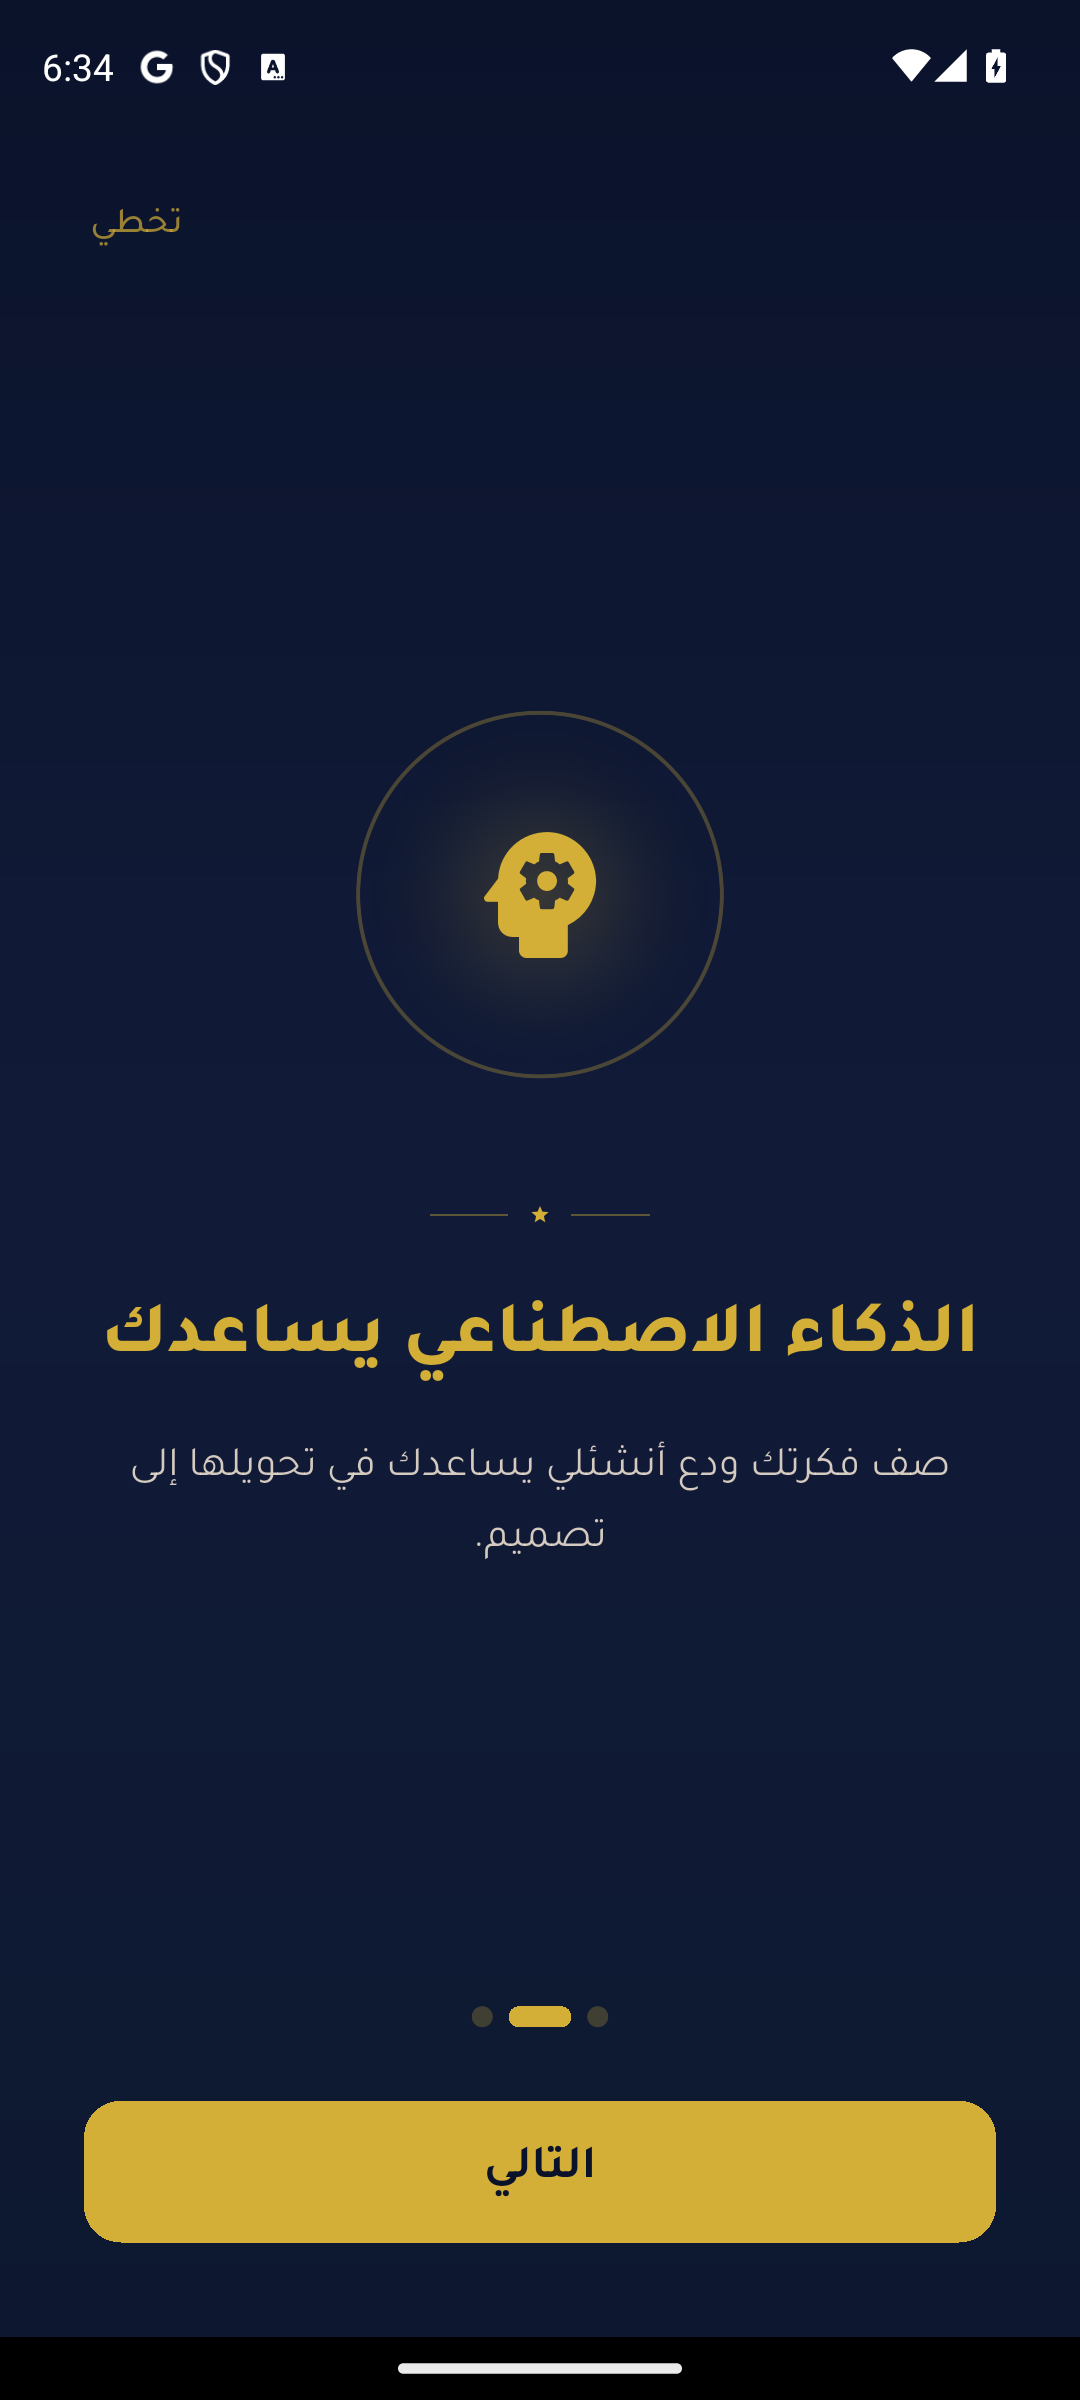 6:34
تخطي
الذكاء الاصطناعي يساعدك
صف فكرتك ودع أنشئلي يساعدك في تحويلها إلى
تصميم.
التالي